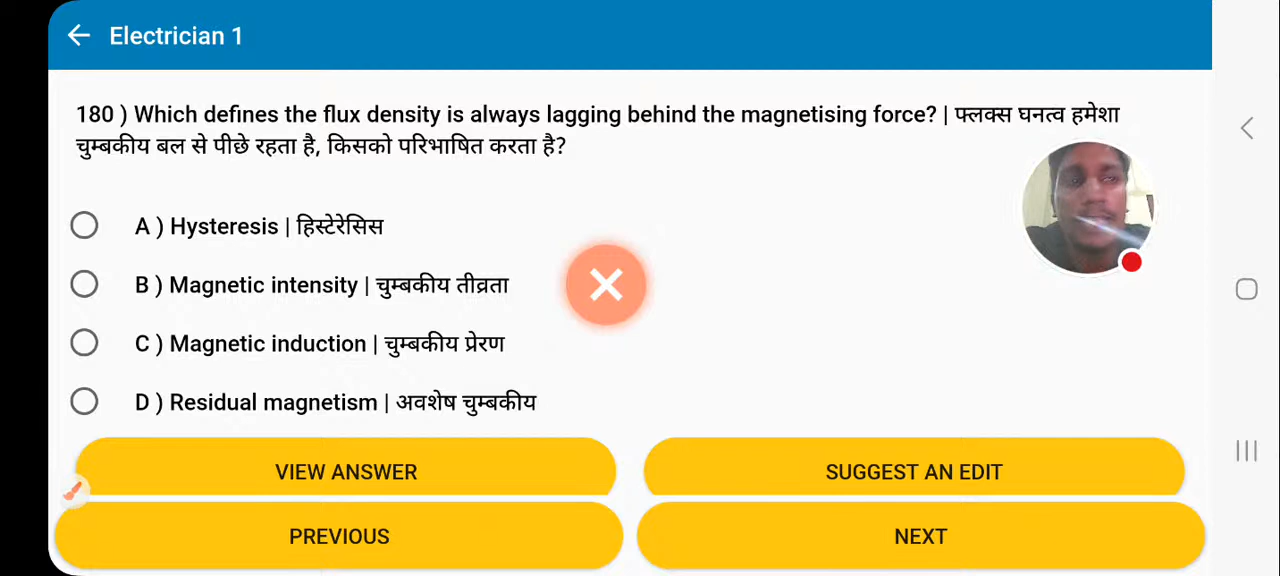 Electrician 1
180 ) Which defines the flux density is always lagging behind the magnetising force? | फ्लक्स घनत्व हमेशा
चुम्बकीय बल से पीछे रहता है, किसको परिभाषित करता है?
A ) Hysteresis | हिस्टेरेसिस
B ) Magnetic intensity | चुम्बकीय तीव्रता
C ) Magnetic induction | चुम्बकीय प्रेरण
D ) Residual magnetism | अवशेष चुम्बकीय
VIEW ANSWER
SUGGEST AN EDIT
PREVIOUS
NEXT